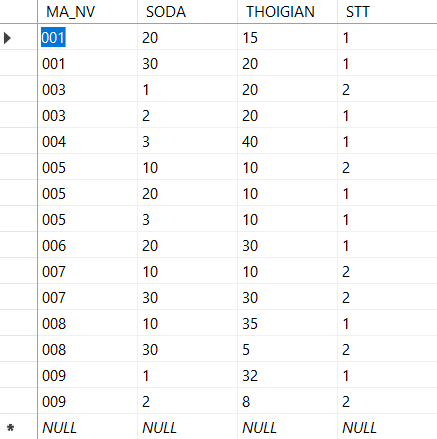 MA_NV SODA THOIGIAN STT
001 20 15 1
001 30 20 1
003 1 20 2
003 2 20 1
004 3 40 1
005 10 10 2
005 20 10 1
005 3 10 1
006 20 30 1
007 10 10 2
007 30 30 2
008 10 35 1
008 30 5 2
009 1 32 1
009 2 8 2
NULL NULL NULL NULL